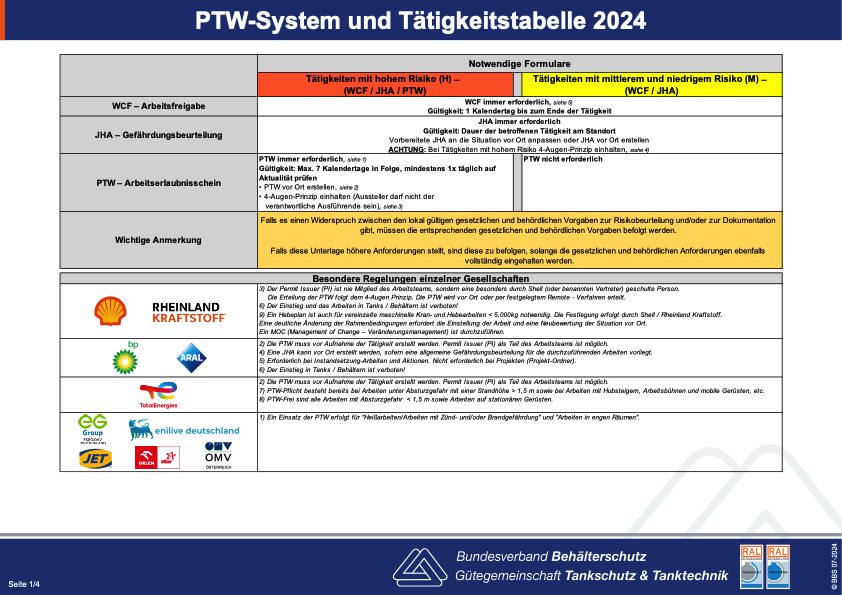 PTW-System und Tätigkeitstabelle 2024
Notwendige Formulare
Tätigkeiten mit hohem Risiko (H) –
(WCF / JHA / PTW)
Tätigkeiten mit mittlerem und niedrigem Risiko (M) –
(WCF / JHA)
WCF – Arbeitsfreigabe
WCF immer erforderlich, siehe 5)
Gültigkeit: 1 Kalendertag bis zum Ende der Tätigkeit
JHA – Gefährdungsbeurteilung
JHA immer erforderlich
Gültigkeit: Dauer der betroffenen Tätigkeit am Standort
Vorbereitete JHA an die Situation vor Ort anpassen oder JHA vor Ort erstellen
ACHTUNG: Bei Tätigkeiten mit hohem Risiko 4-Augen-Prinzip einhalten, siehe 4)
PTW – Arbeitserlaubnisschein
PTW immer erforderlich, siehe 1)
Gültigkeit: Max. 7 Kalendertage in Folge, mindestens 1x täglich auf
Aktualität prüfen
• PTW vor Ort erstellen, siehe 2)
• 4-Augen-Prinzip einhalten (Aussteller darf nicht der
verantwortliche Ausführende sein), siehe 3)
PTW nicht erforderlich
Wichtige Anmerkung
Falls es einen Widerspruch zwischen den lokal gültigen gesetzlichen und behördlichen Vorgaben zur Risikobeurteilung und/oder zur Dokumentation
gibt, müssen die entsprechenden gesetzlichen und behördlichen Vorgaben befolgt werden.
Falls diese Unterlage höhere Anforderungen stellt, sind diese zu befolgen, solange die gesetzlichen und behördlichen Anforderungen ebenfalls
vollständig eingehalten werden.
Besondere Regelungen einzelner Gesellschaften
RHEINLAND
KRAFTSTOFF
3) Der Permit Issuer (PI) ist nie Mitglied des Arbeitsteams, sondern eine besonders durch Shell (oder benannten Vertreter) geschulte Person.
Die Erteilung der PTW folgt dem 4-Augen Prinzip. Die PTW wird vor Ort oder per festgelegtem Remote - Verfahren erteilt.
6) Der Einstieg und das Arbeiten in Tanks / Behältern ist verboten!
9) Ein Hebeplan ist auch für vereinzelte maschinelle Kran- und Hebearbeiten < 5.000kg notwendig. Die Festlegung erfolgt durch Shell / Rheinland Kraftstoff.
Eine deutliche Änderung der Rahmenbedingungen erfordert die Einstellung der Arbeit und eine Neubewertung der Situation vor Ort.
Ein MOC (Management of Change – Veränderungsmanagement) ist durchzuführen.
bp
ARAL
2) Die PTW muss vor Aufnahme der Tätigkeit erstellt werden. Permit Issuer (PI) als Teil des Arbeitsteams ist möglich.
4) Eine JHA kann vor Ort erstellt werden, sofern eine allgemeine Gefährdungsbeurteilung für die durchführenden Arbeiten vorliegt.
5) Erforderlich bei Instandsetzung-Arbeiten und Aktionen. Nicht erforderlich bei Projekten (Projekt-Ordner).
6) Der Einstieg in Tanks / Behältern ist verboten!
TotalEnergies
2) Die PTW muss vor Aufnahme der Tätigkeit erstellt werden. Permit Issuer (PI) als Teil des Arbeitsteams ist möglich.
7) PTW-Pflicht besteht bereits bei Arbeiten unter Absturzgefahr mit einer Standhöhe > 1,5 m sowie bei Arbeiten mit Hubsteigern, Arbeitsbühnen und mobile Gerüsten, etc.
8) PTW-Frei sind alle Arbeiten mit Absturzgefahr < 1,5 m sowie Arbeiten auf stationären Gerüsten.
eG
Group
enilive deutschland
JET
ORLEN
star
OMV
ÖSTERREICH
1) Ein Einsatz der PTW erfolgt für "Heißarbeiten/Arbeiten mit Zünd- und/oder Brandgefährdung" und "Arbeiten in engen Räumen".
Bundesverband Behälterschutz
Gütegemeinschaft Tankschutz & Tanktechnik
RAL
RAL
Seite 1/4
© BBS 07-2024